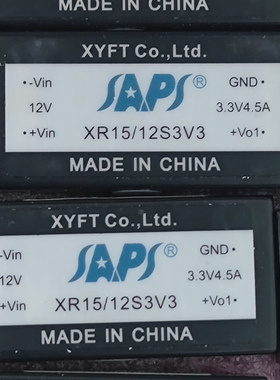 MADE IN CHINA
XYFT Co.,Ltd.
-Vin SAPS® GND
12V 3.3V4.5A
+Vin XR15/12S3V3 +Vo1
MADE IN CHINA
XYFT Co.,Ltd.
-Vin SAPS® GND
12V 3.3V4.5A
+Vin XR15/12S3V3 +Vo1
MADE IN CHINA